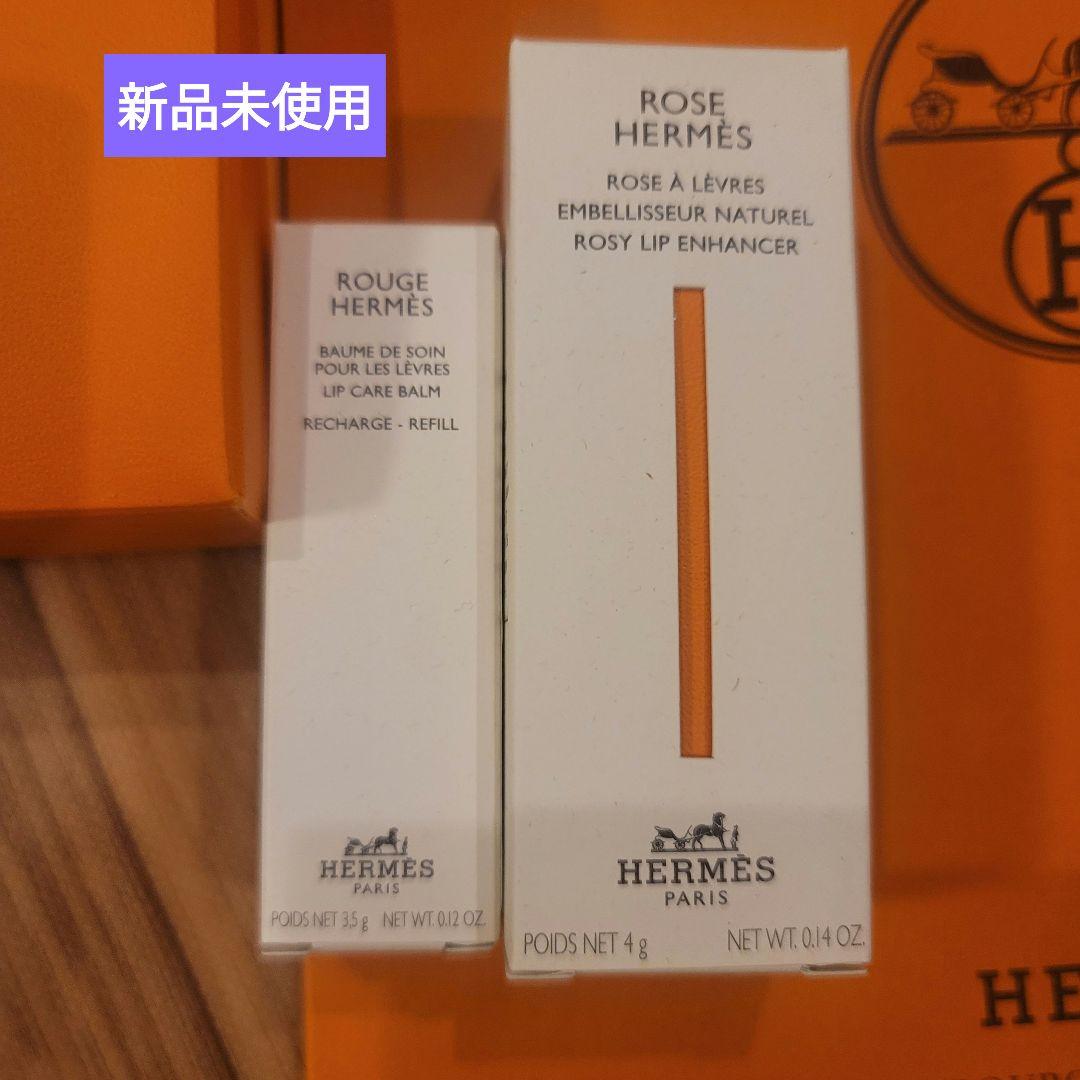 新品未使用
ROUGE
HERMÈS
BAUME DE SOIN
POUR LES LÈVRES
LIP CARE BALM
RECHARGE - REFILL
HERMÈS
PARIS
POIDS NET 3,5 g NET WT. 0.12 OZ.
ROSE
HERMÈS
ROSE À LÈVRES
EMBELLISSEUR NATUREL
ROSY LIP ENHANCER
HERMÈS
PARIS
POIDS NET 4 g NET WT. 0.14 OZ.
H
HE